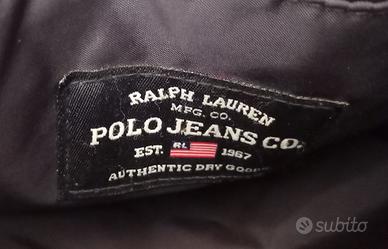 RALPH LAUREN
MFG. CO.
POLO JEANS CO.
EST. RL 1967
AUTHENTIC DRY GOODS
subito